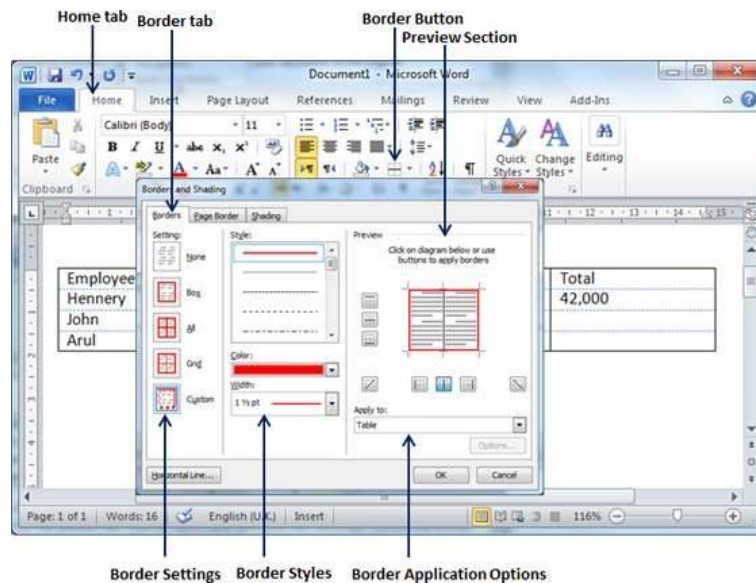 Home tab
Border tab
Border Button
Preview Section
Document1 - Microsoft Word
File Home Insert Page Layout References Mailings Review View Add-Ins
Calibri (Body) 11
Paste
B I U abc x₂ x²
A Aa A A
Quick Styles
Change Styles
Editing
Clipboard
Borders and Shading
Borders Page Border Shading
Setting:
None
Box
All
Grid
Custom
Style:
Color:
Width:
1 ½ pt
Preview
Click on diagram below or use
buttons to apply borders
Apply to:
Table
Options...
Horizontal Line...
OK Cancel
Employee Total
Hennery 42,000
John
Arul
Page: 1 of 1 Words: 16 English (U.K.) Insert 116%
Border Settings Border Styles Border Application Options